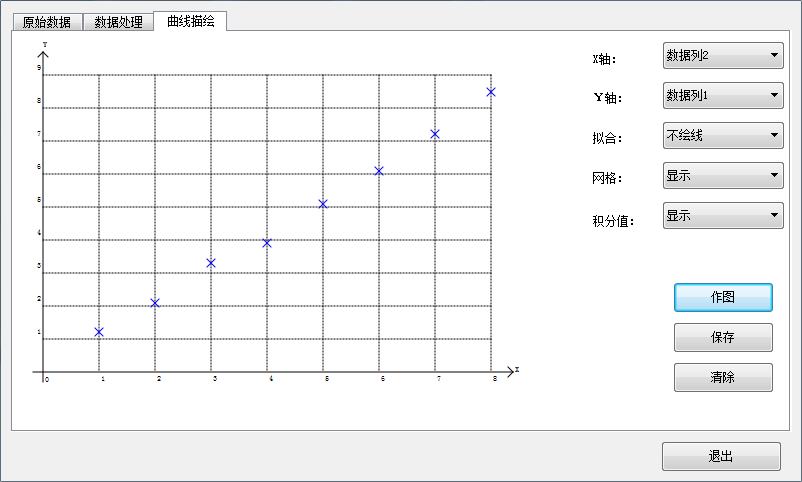 原始数据 数据处理 曲线描绘
Y
9
8
7
6
5
4
3
2
1
0 1 2 3 4 5 6 7 8 X
X轴: 数据列2
Y轴: 数据列1
拟合: 不绘线
网格: 显示
积分值: 显示
作图
保存
清除
退出